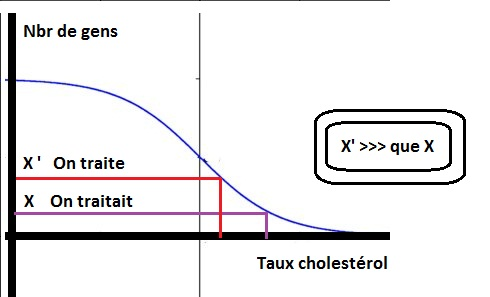 Nbr de gens
X' >>> que X
X ' On traite
X On traitait
Taux cholestérol